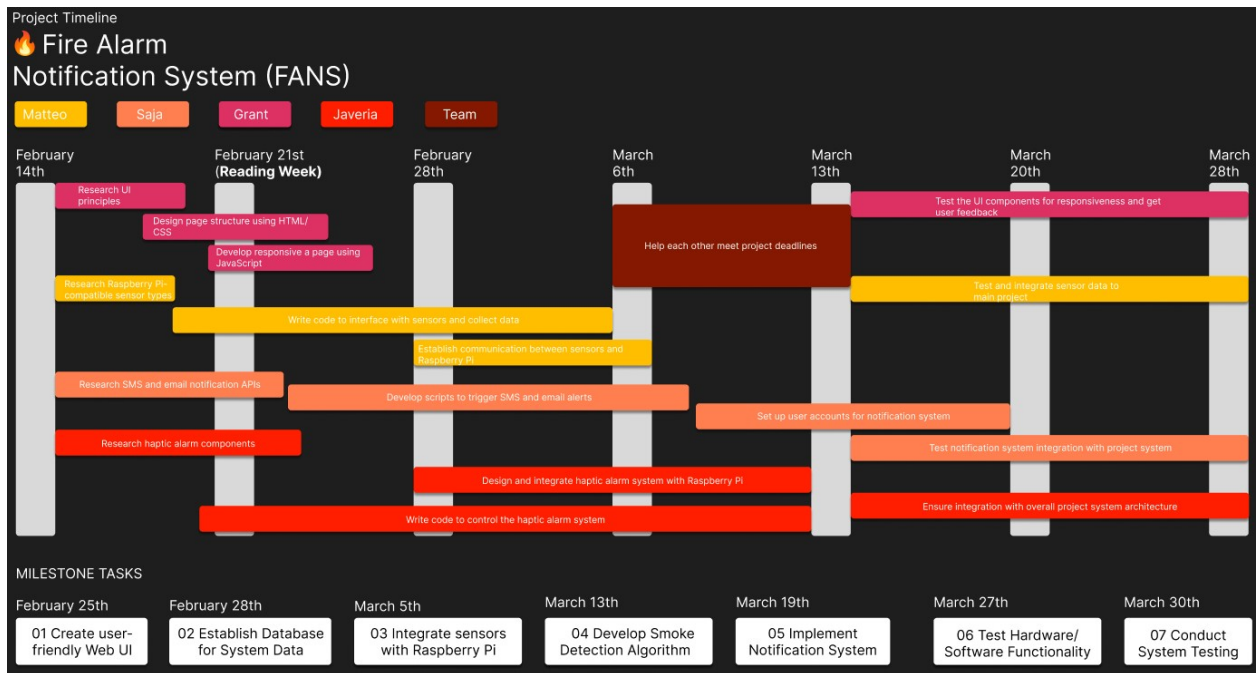 Project Timeline
🔥 Fire Alarm
Notification System (FANS)
Matteo
Saja
Grant
Javeria
Team
February
14th
February 21st
(Reading Week)
February
28th
March
6th
March
13th
March
20th
March
28th
Research UI
principles
Design page structure using HTML/
CSS
Develop responsive a page using
JavaScript
Help each other meet project deadlines
Test the UI components for responsiveness and get
user feedback
Research Raspberry Pi-
compatible sensor types
Test and integrate sensor data to
main project
Write code to interface with sensors and collect data
Establish communication between sensors and
Raspberry Pi
Research SMS and email notification APIs
Develop scripts to trigger SMS and email alerts
Set up user accounts for notification system
Research haptic alarm components
Test notification system integration with project system
Design and integrate haptic alarm system with Raspberry Pi
Ensure integration with overall project system architecture
Write code to control the haptic alarm system
MILESTONE TASKS
February 25th
01 Create user-
friendly Web UI
February 28th
02 Establish Database
for System Data
March 5th
03 Integrate sensors
with Raspberry Pi
March 13th
04 Develop Smoke
Detection Algorithm
March 19th
05 Implement
Notification System
March 27th
06 Test Hardware/
Software Functionality
March 30th
07 Conduct
System Testing